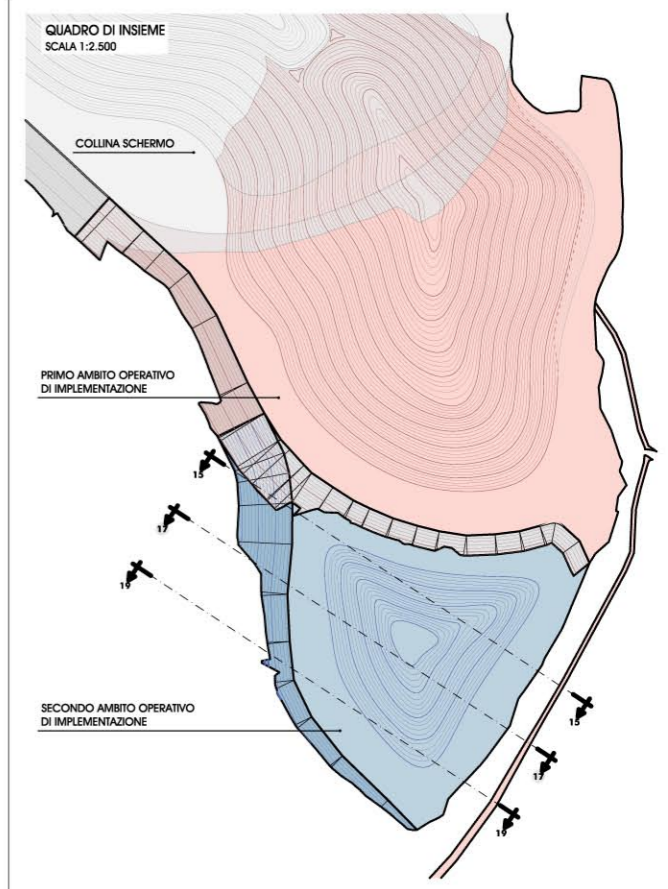 QUADRO DI INSIEME
SCALA 1:2.500
COLLINA SCHERMO
PRIMO AMBITO OPERATIVO
DI IMPLEMENTAZIONE
15
17
19
SECONDO AMBITO OPERATIVO
DI IMPLEMENTAZIONE
15
17
19